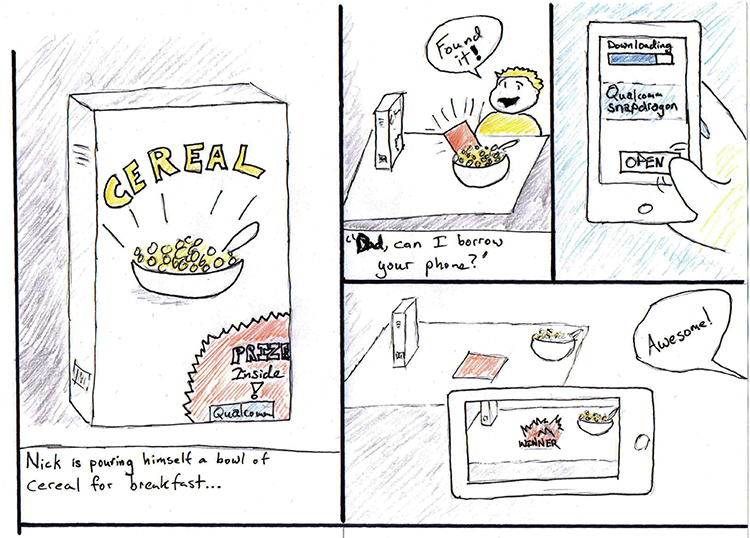 CEREAL
PRIZE
Inside
!
Qualcomm
Nick is pouring himself a bowl of
cereal for breakfast...
Found
it!
"Dad, can I borrow
your phone?"
Downloading
Qualcomm
snapdragon
OPEN
Awesome!
WINNER